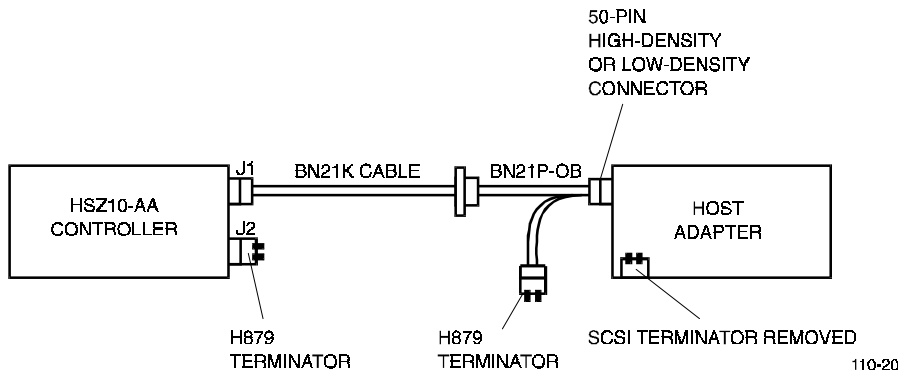 50-PIN
HIGH-DENSITY
OR LOW-DENSITY
CONNECTOR
J1
BN21K CABLE
BN21P-OB
HSZ10-AA
CONTROLLER
HOST
ADAPTER
J2
H879
TERMINATOR
H879
TERMINATOR
SCSI TERMINATOR REMOVED
110-20